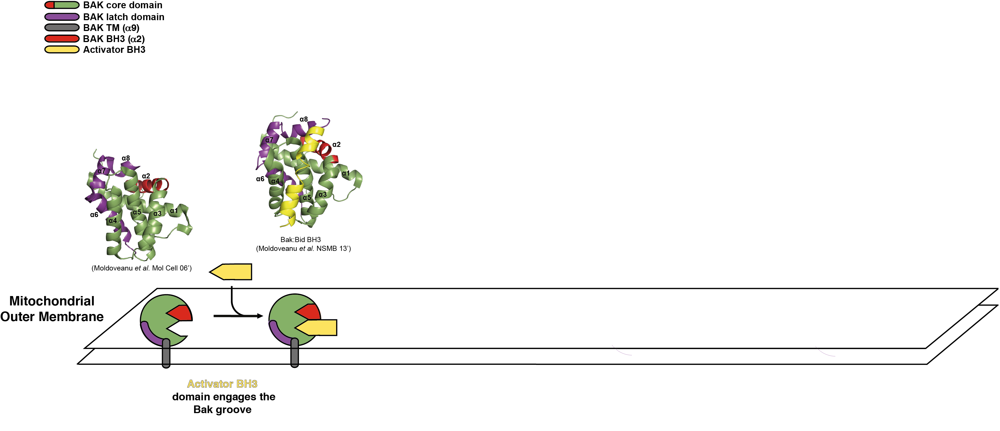 BAK core domain
BAK latch domain
BAK TM (α9)
BAK BH3 (α2)
Activator BH3
α8
α7
α2
α6
α4
α5
α3
α1
(Moldoveanu et al. Mol Cell 06’)
α8
α7
α2
α6
α4
α1
α5
α3
Bak:Bid BH3
(Moldoveanu et al. NSMB 13’)
Mitochondrial
Outer Membrane
Activator BH3
domain engages the
Bak groove